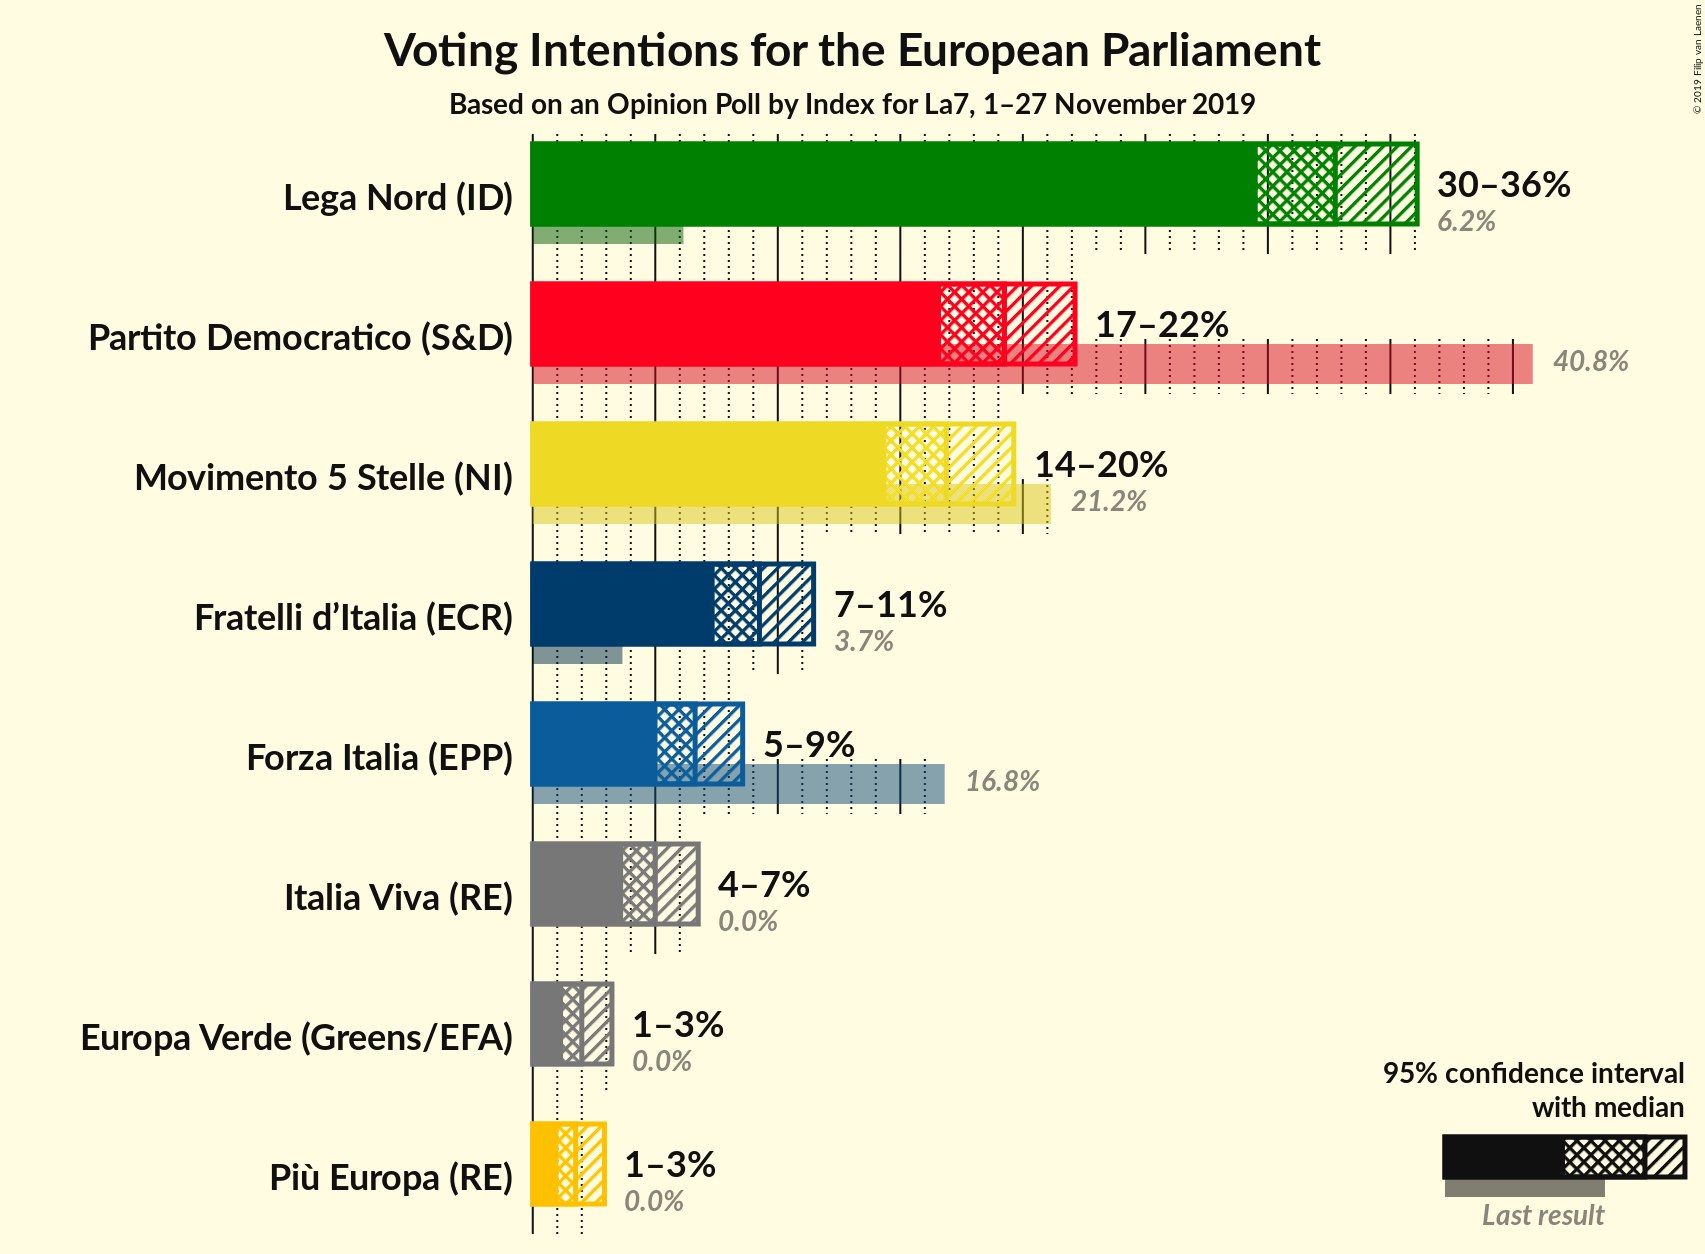 Voting Intentions for the European Parliament
Based on an Opinion Poll by Index for La7, 1–27 November 2019
© 2019 Filip van Laenen
Lega Nord (ID)
30–36%
6.2%
Partito Democratico (S&D)
17–22%
40.8%
Movimento 5 Stelle (NI)
14–20%
21.2%
Fratelli d’Italia (ECR)
7–11%
3.7%
Forza Italia (EPP)
5–9%
16.8%
Italia Viva (RE)
4–7%
0.0%
Europa Verde (Greens/EFA)
1–3%
0.0%
Più Europa (RE)
1–3%
0.0%
95% confidence interval
with median
Last result